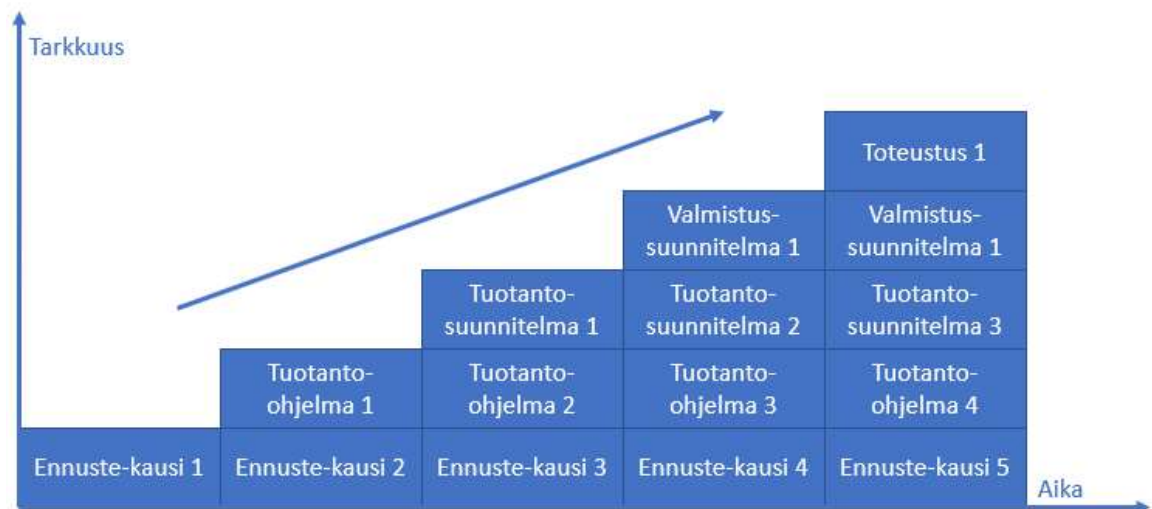 Tarkkuus
Toteustus 1
Valmistus-
suunnitelma 1
Valmistus-
suunnitelma 1
Tuotanto-
suunnitelma 1
Tuotanto-
suunnitelma 2
Tuotanto-
suunnitelma 3
Tuotanto-
ohjelma 1
Tuotanto-
ohjelma 2
Tuotanto-
ohjelma 3
Tuotanto-
ohjelma 4
Ennuste-kausi 1
Ennuste-kausi 2
Ennuste-kausi 3
Ennuste-kausi 4
Ennuste-kausi 5
Aika